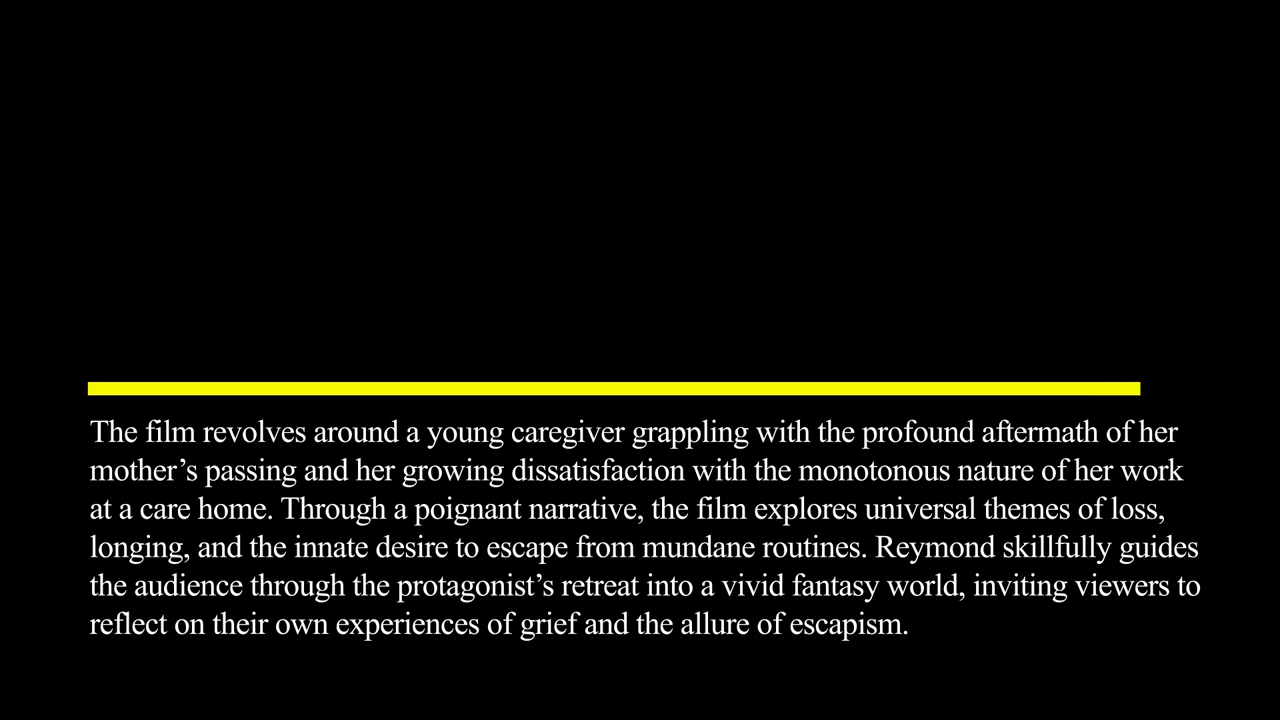 The film revolves around a young caregiver grappling with the profound aftermath of her
mother’s passing and her growing dissatisfaction with the monotonous nature of her work
at a care home. Through a poignant narrative, the film explores universal themes of loss,
longing, and the innate desire to escape from mundane routines. Reymond skillfully guides
the audience through the protagonist’s retreat into a vivid fantasy world, inviting viewers to
reflect on their own experiences of grief and the allure of escapism.